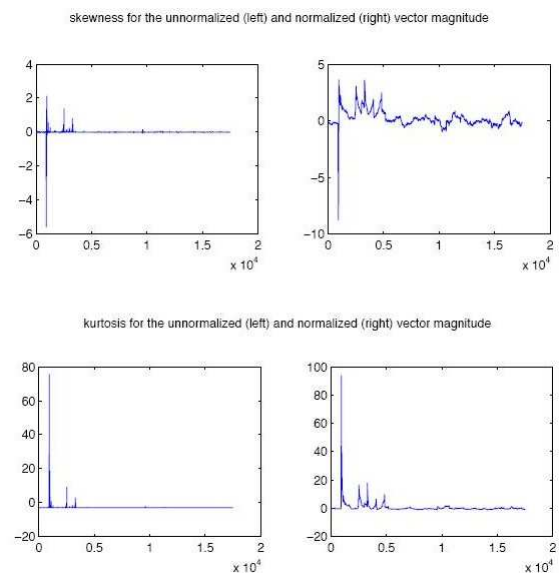 skewness for the unnormalized (left) and normalized (right) vector magnitude
4
2
0
−2
−4
−6
0 0.5 1 1.5 2
x 10^4
5
0
−5
−10
0 0.5 1 1.5 2
x 10^4
kurtosis for the unnormalized (left) and normalized (right) vector magnitude
80
60
40
20
0
−20
0 0.5 1 1.5 2
x 10^4
100
80
60
40
20
0
−20
0 0.5 1 1.5 2
x 10^4